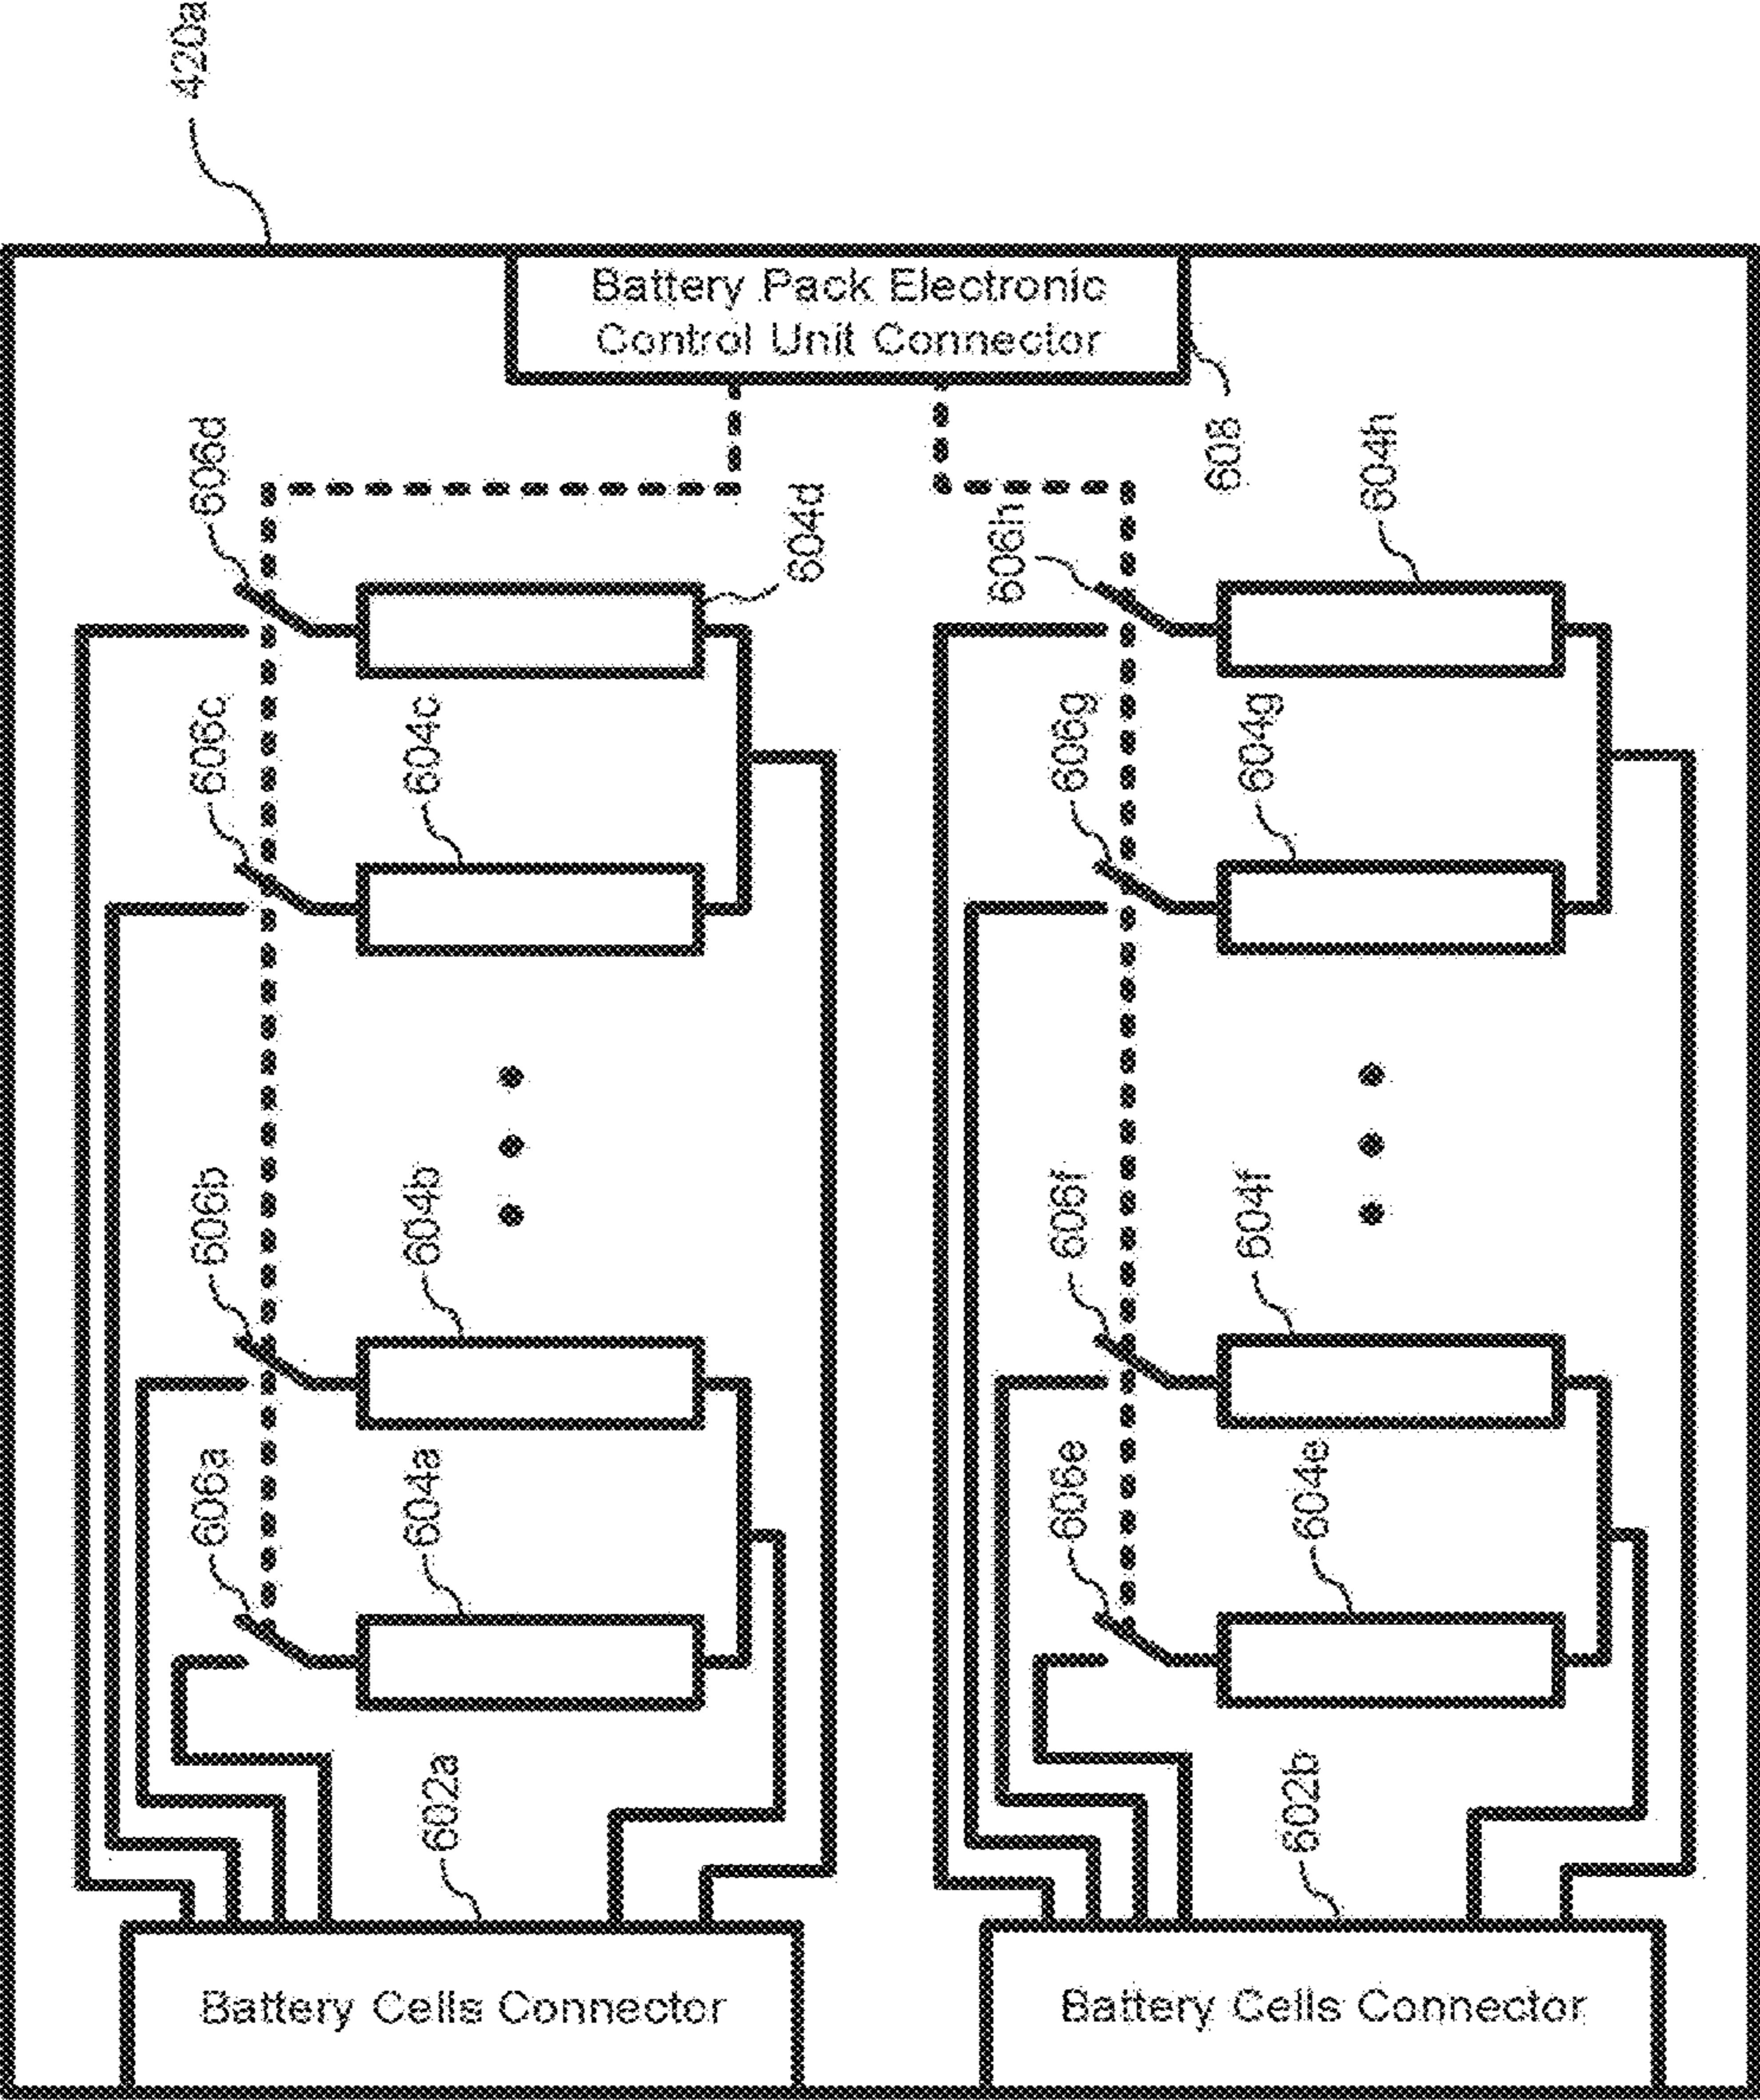 420a
Battery Pack Electronic
Control Unit Connector
608
606d
604d
606h
604h
606c
604c
606g
604g
606b
604b
606f
604f
606a
604a
606e
604e
602a
602b
Battery Cells Connector
Battery Cells Connector